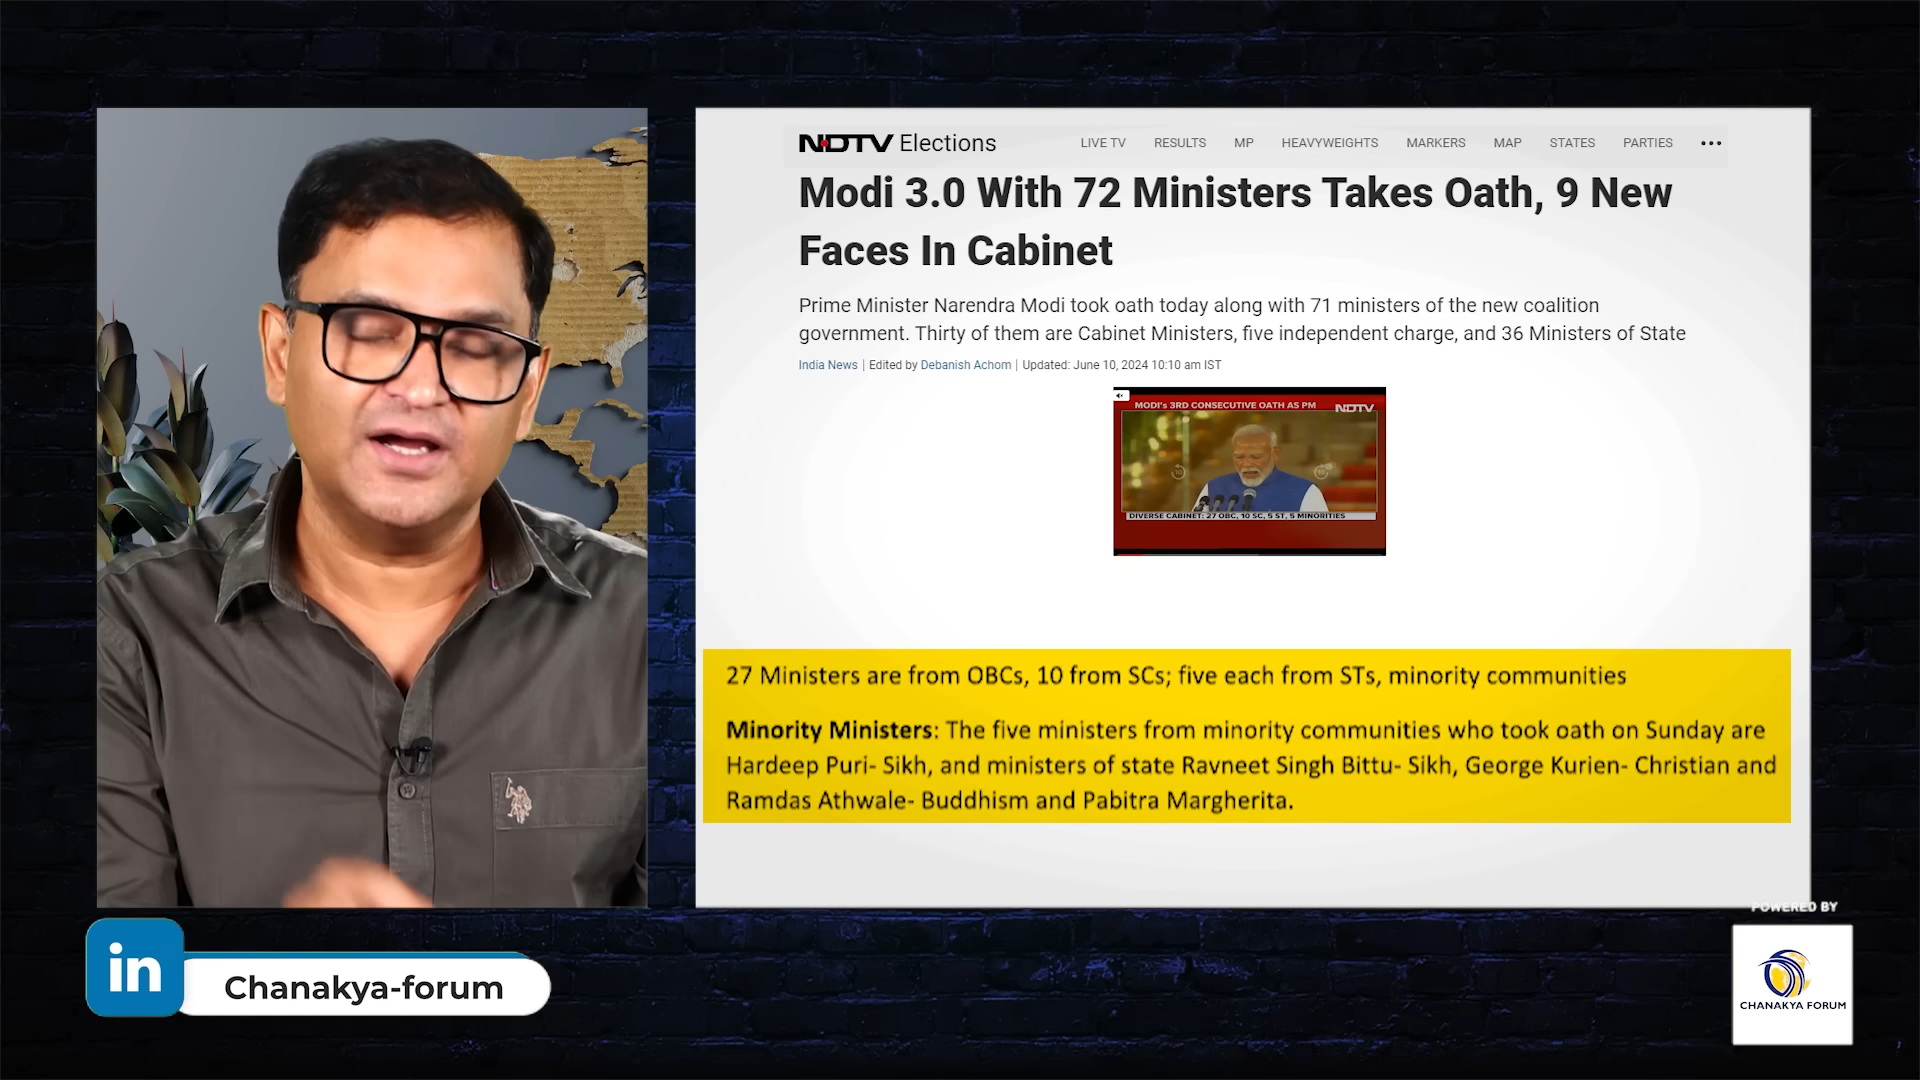 NDTV Elections
LIVE TV RESULTS MP HEAVYWEIGHTS MARKERS MAP STATES PARTIES
Modi 3.0 With 72 Ministers Takes Oath, 9 New
Faces In Cabinet
Prime Minister Narendra Modi took oath today along with 71 ministers of the new coalition
government. Thirty of them are Cabinet Ministers, five independent charge, and 36 Ministers of State
India News | Edited by Debanish Achom | Updated: June 10, 2024 10:10 am IST
MODI's 3RD CONSECUTIVE OATH AS PM NDTV
DIVERSE CABINET: 27 OBC, 10 SC, 5 ST, 5 MINORITIES
27 Ministers are from OBCs, 10 from SCs; five each from STs, minority communities
Minority Ministers: The five ministers from minority communities who took oath on Sunday are
Hardeep Puri- Sikh, and ministers of state Ravneet Singh Bittu- Sikh, George Kurien- Christian and
Ramdas Athwale- Buddhism and Pabitra Margherita.
POWERED BY
CHANAKYA FORUM
in
Chanakya-forum